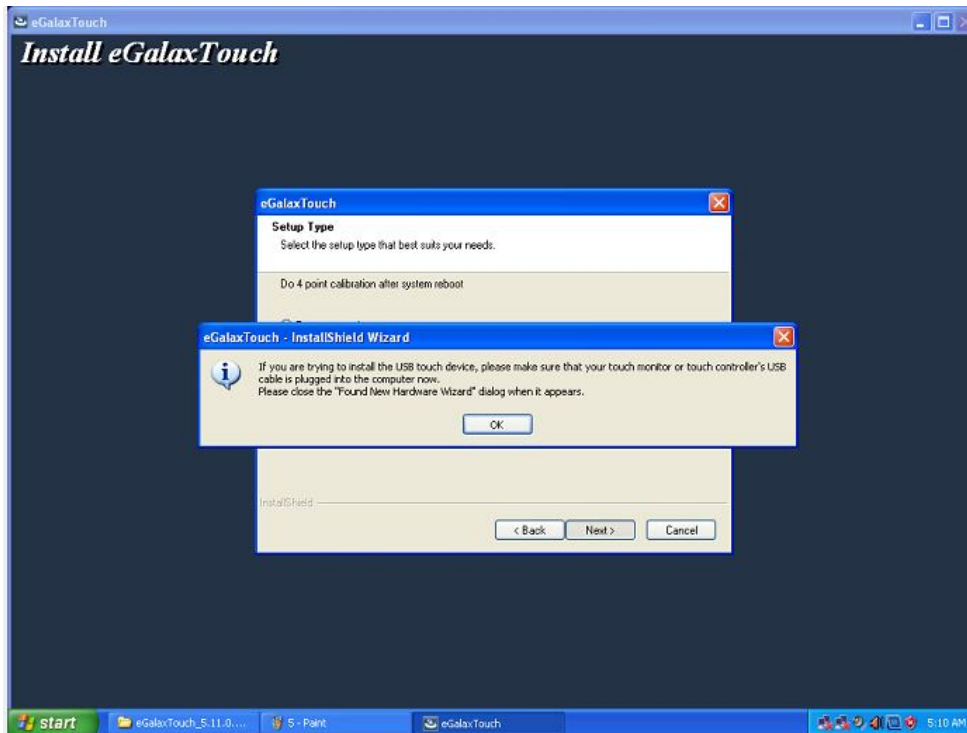 eGalaxTouch
Install eGalaxTouch
eGalaxTouch
Setup Type
Select the setup type that best suits your needs.
Do 4 point calibration after system reboot
eGalaxTouch - InstallShield Wizard
If you are trying to install the USB touch device, please make sure that your touch monitor or touch controller's USB
cable is plugged into the computer now.
Please close the "Found New Hardware Wizard" dialog when it appears.
OK
InstallShield
< Back Next > Cancel
start eGalaxTouch_5.11.0.... 5 - Paint eGalaxTouch 5:10 AM